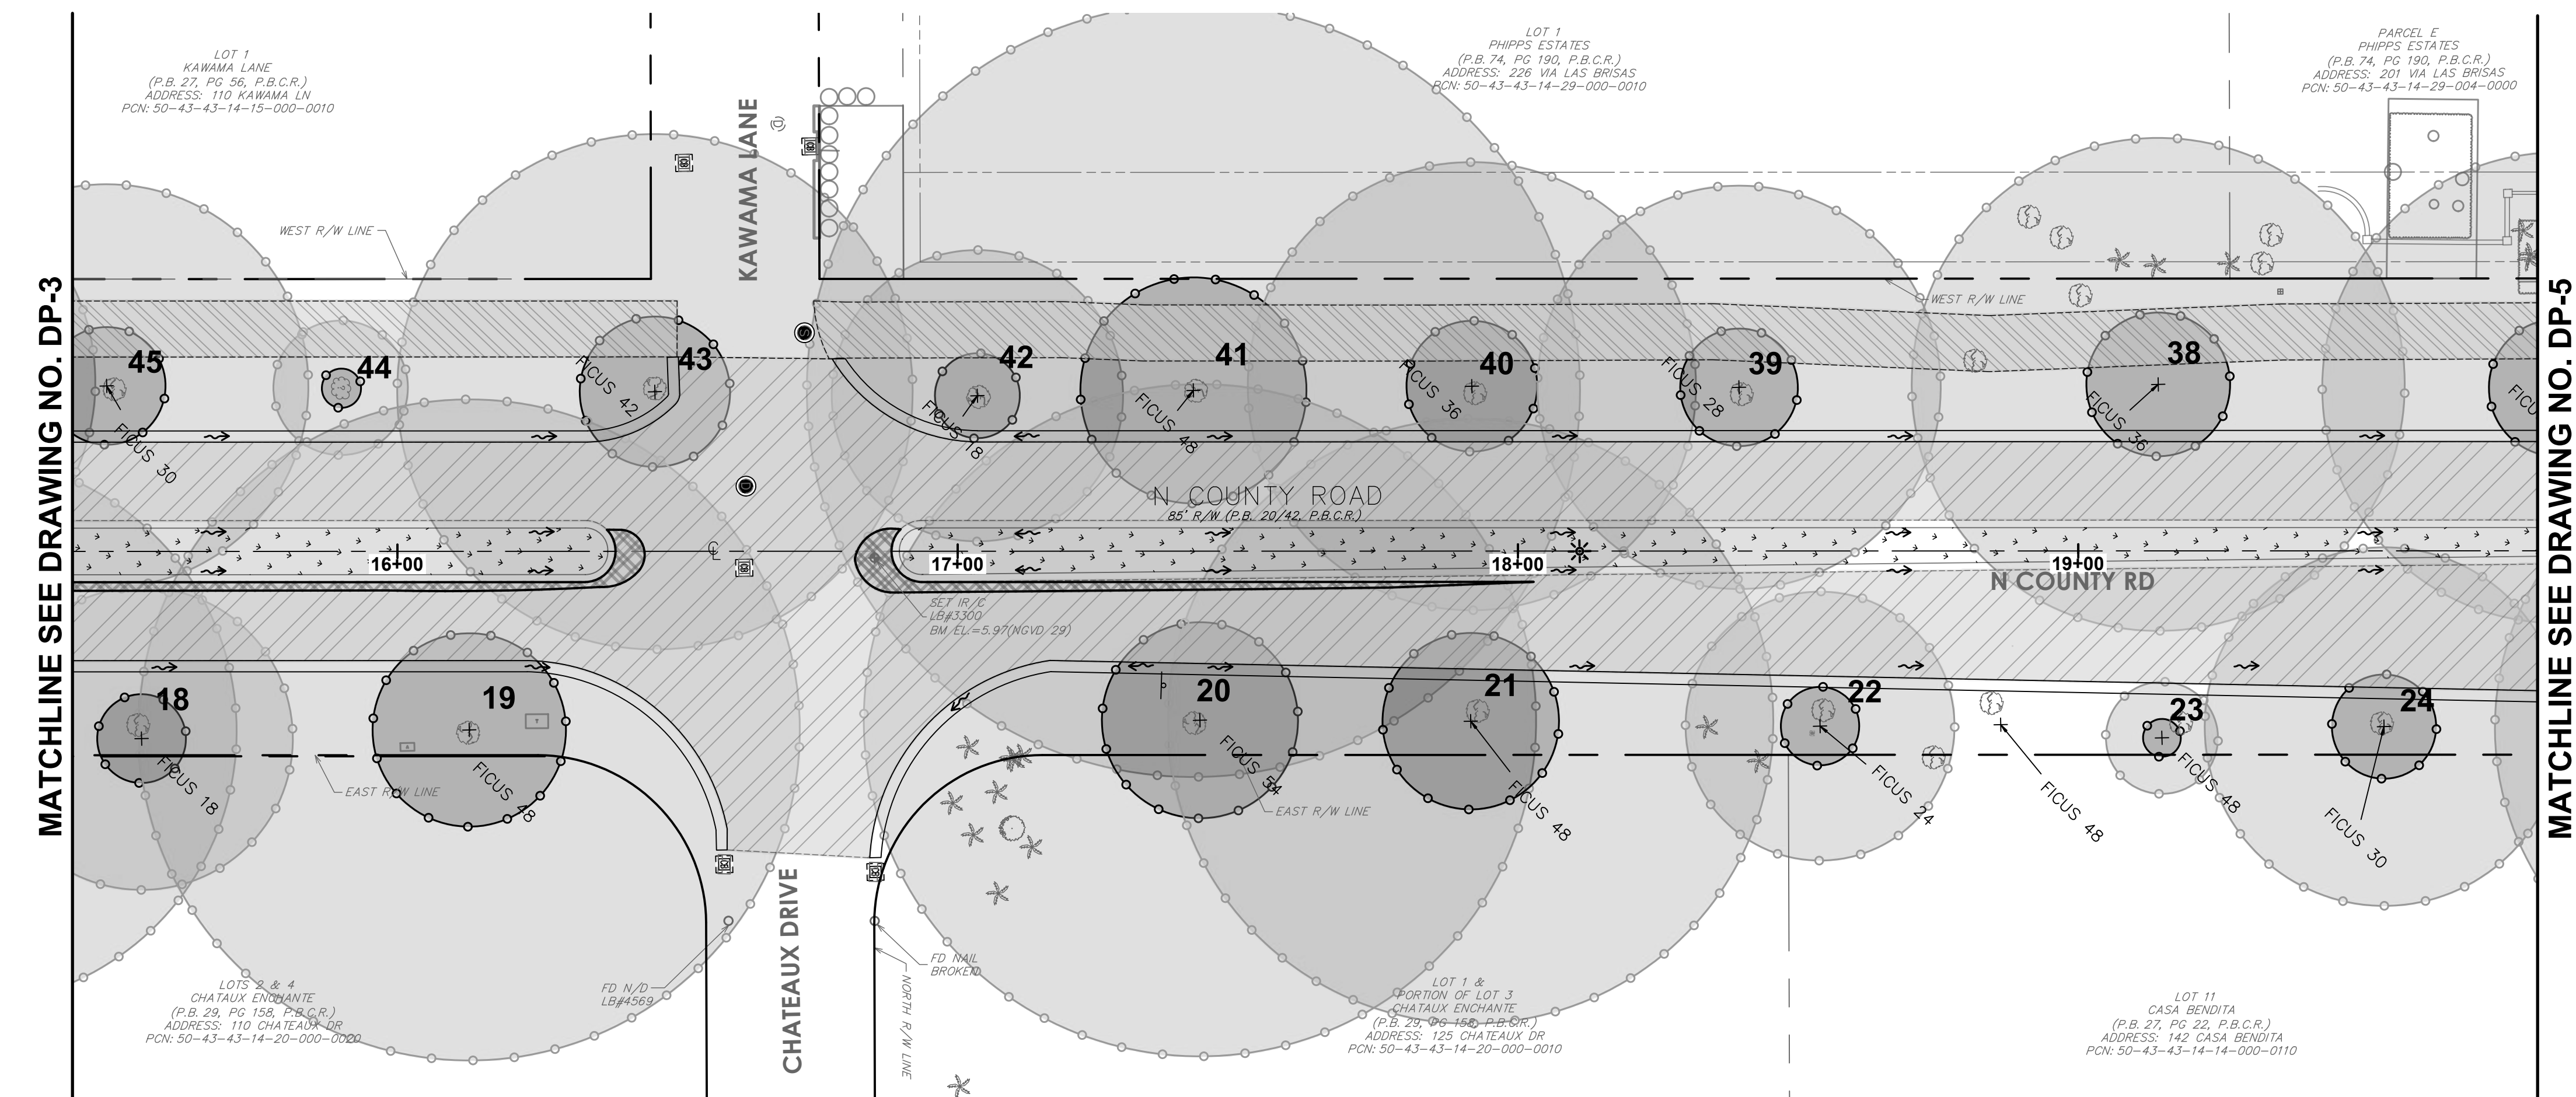 LOT 1
KAWAMA LANE
(P.B. 27, PG 56, P.B.C.R.)
ADDRESS: 110 KAWAMA LN
PCN: 50-43-43-14-15-000-0010
LOT 1
PHIPPS ESTATES
(P.B. 74, PG 190, P.B.C.R.)
ADDRESS: 226 VIA LAS BRISAS
PCN: 50-43-43-14-29-000-0010
PARCEL E
PHIPPS ESTATES
(P.B. 74, PG 190, P.B.C.R.)
ADDRESS: 201 VIA LAS BRISAS
PCN: 50-43-43-14-29-004-0000
KAWAMA LANE
WEST R/W LINE
WEST R/W LINE
MATCHLINE SEE DRAWING NO. DP-3
MATCHLINE SEE DRAWING NO. DP-5
45
44
43
42
41
40
39
38
FICUS 30
FICUS 42
FICUS 18
FICUS 48
FICUS 36
FICUS 28
FICUS 36
FICU
S
D
N COUNTY ROAD
85' R/W (P.B. 20/42, P.B.C.R.)
16+00
17+00
18+00
19+00
N COUNTY RD
SET IR/C
LB#3300
BM EL.=5.97(NGVD 29)
18
19
20
21
22
23
24
FICUS 18
FICUS 48
FICUS 54
FICUS 48
FICUS 24
FICUS 48
FICUS 48
FICUS 30
EAST R/W LINE
EAST R/W LINE
CHATEAUX DRIVE
FD N/D
LB#4569
FD NAIL
BROKEN
NORTH R/W LINE
LOTS 2 & 4
CHATAUX ENCHANTE
(P.B. 29, PG 158, P.B.C.R.)
ADDRESS: 110 CHATEAUX DR
PCN: 50-43-43-14-20-000-0020
LOT 1 &
PORTION OF LOT 3
CHATAUX ENCHANTE
(P.B. 29, PG 158, P.B.C.R.)
ADDRESS: 125 CHATEAUX DR
PCN: 50-43-43-14-20-000-0010
LOT 11
CASA BENDITA
(P.B. 27, PG 22, P.B.C.R.)
ADDRESS: 142 CASA BENDITA
PCN: 50-43-43-14-14-000-0110